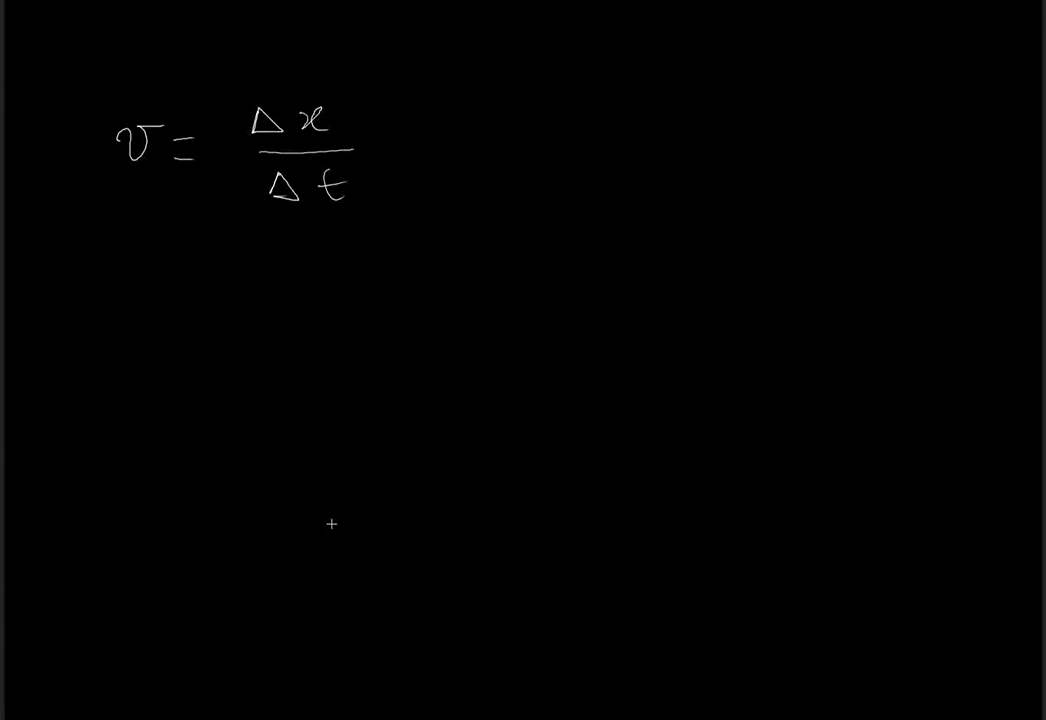 v = Δx / Δt